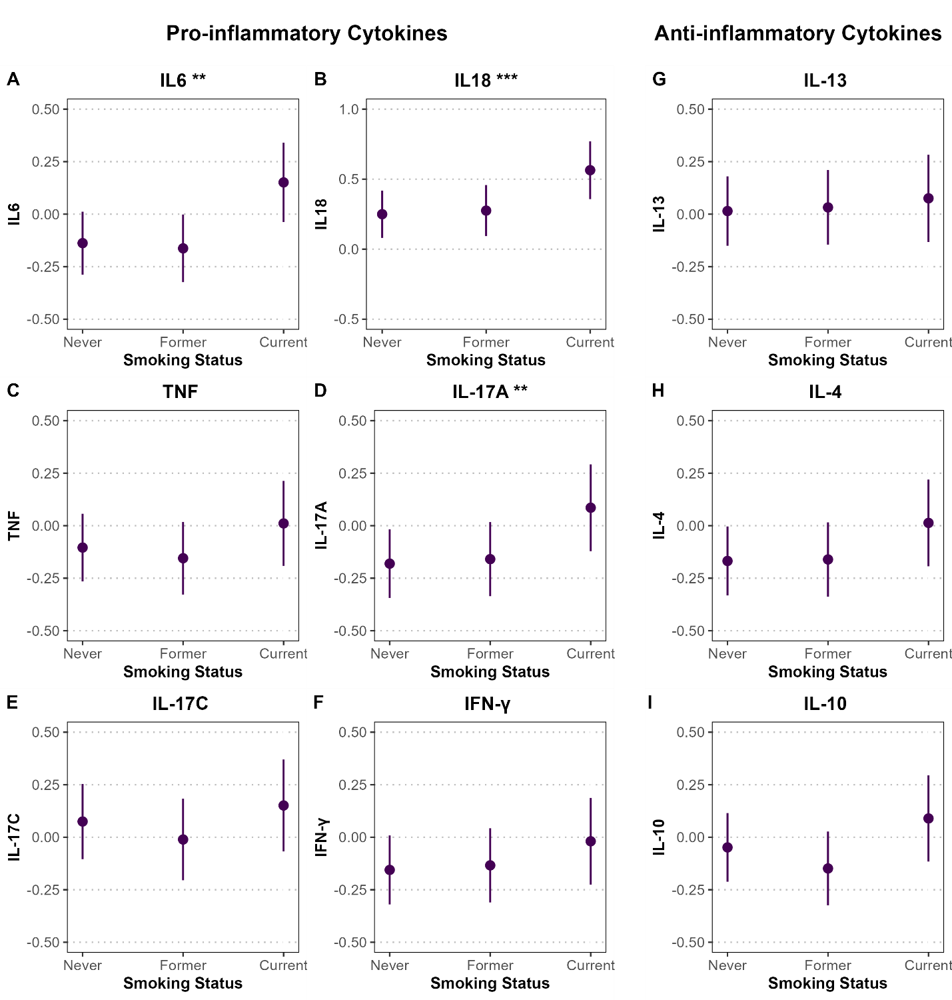 Pro-inflammatory Cytokines
Anti-inflammatory Cytokines
A
IL6 **
IL6
0.50
0.25
0.00
-0.25
-0.50
Never Former Current
Smoking Status
B
IL18 ***
IL18
1.0
0.5
0.0
-0.5
Never Former Current
Smoking Status
G
IL-13
IL-13
0.50
0.25
0.00
-0.25
-0.50
Never Former Current
Smoking Status
C
TNF
TNF
0.50
0.25
0.00
-0.25
-0.50
Never Former Current
Smoking Status
D
IL-17A **
IL-17A
0.50
0.25
0.00
-0.25
-0.50
Never Former Current
Smoking Status
H
IL-4
IL-4
0.50
0.25
0.00
-0.25
-0.50
Never Former Current
Smoking Status
E
IL-17C
IL-17C
0.50
0.25
0.00
-0.25
-0.50
Never Former Current
Smoking Status
F
IFN-γ
IFN-γ
0.50
0.25
0.00
-0.25
-0.50
Never Former Current
Smoking Status
I
IL-10
IL-10
0.50
0.25
0.00
-0.25
-0.50
Never Former Current
Smoking Status